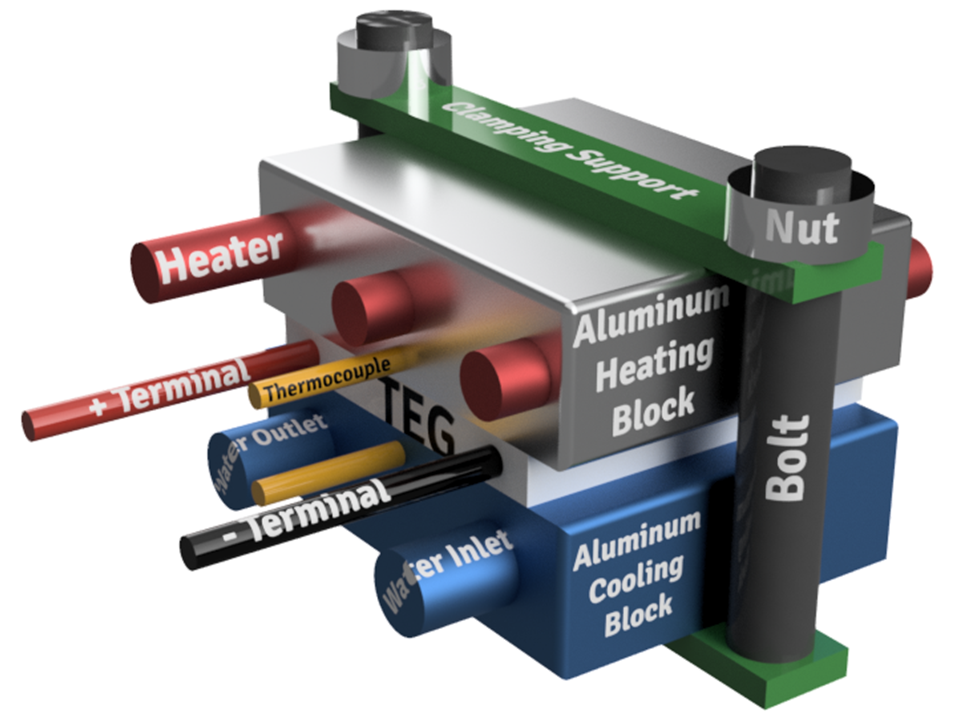 Clamping Support
Nut
Heater
Aluminum
Heating
Block
+ Terminal
Thermocouple
TEG
Water Outlet
Bolt
- Terminal
Water Inlet
Aluminum
Cooling
Block